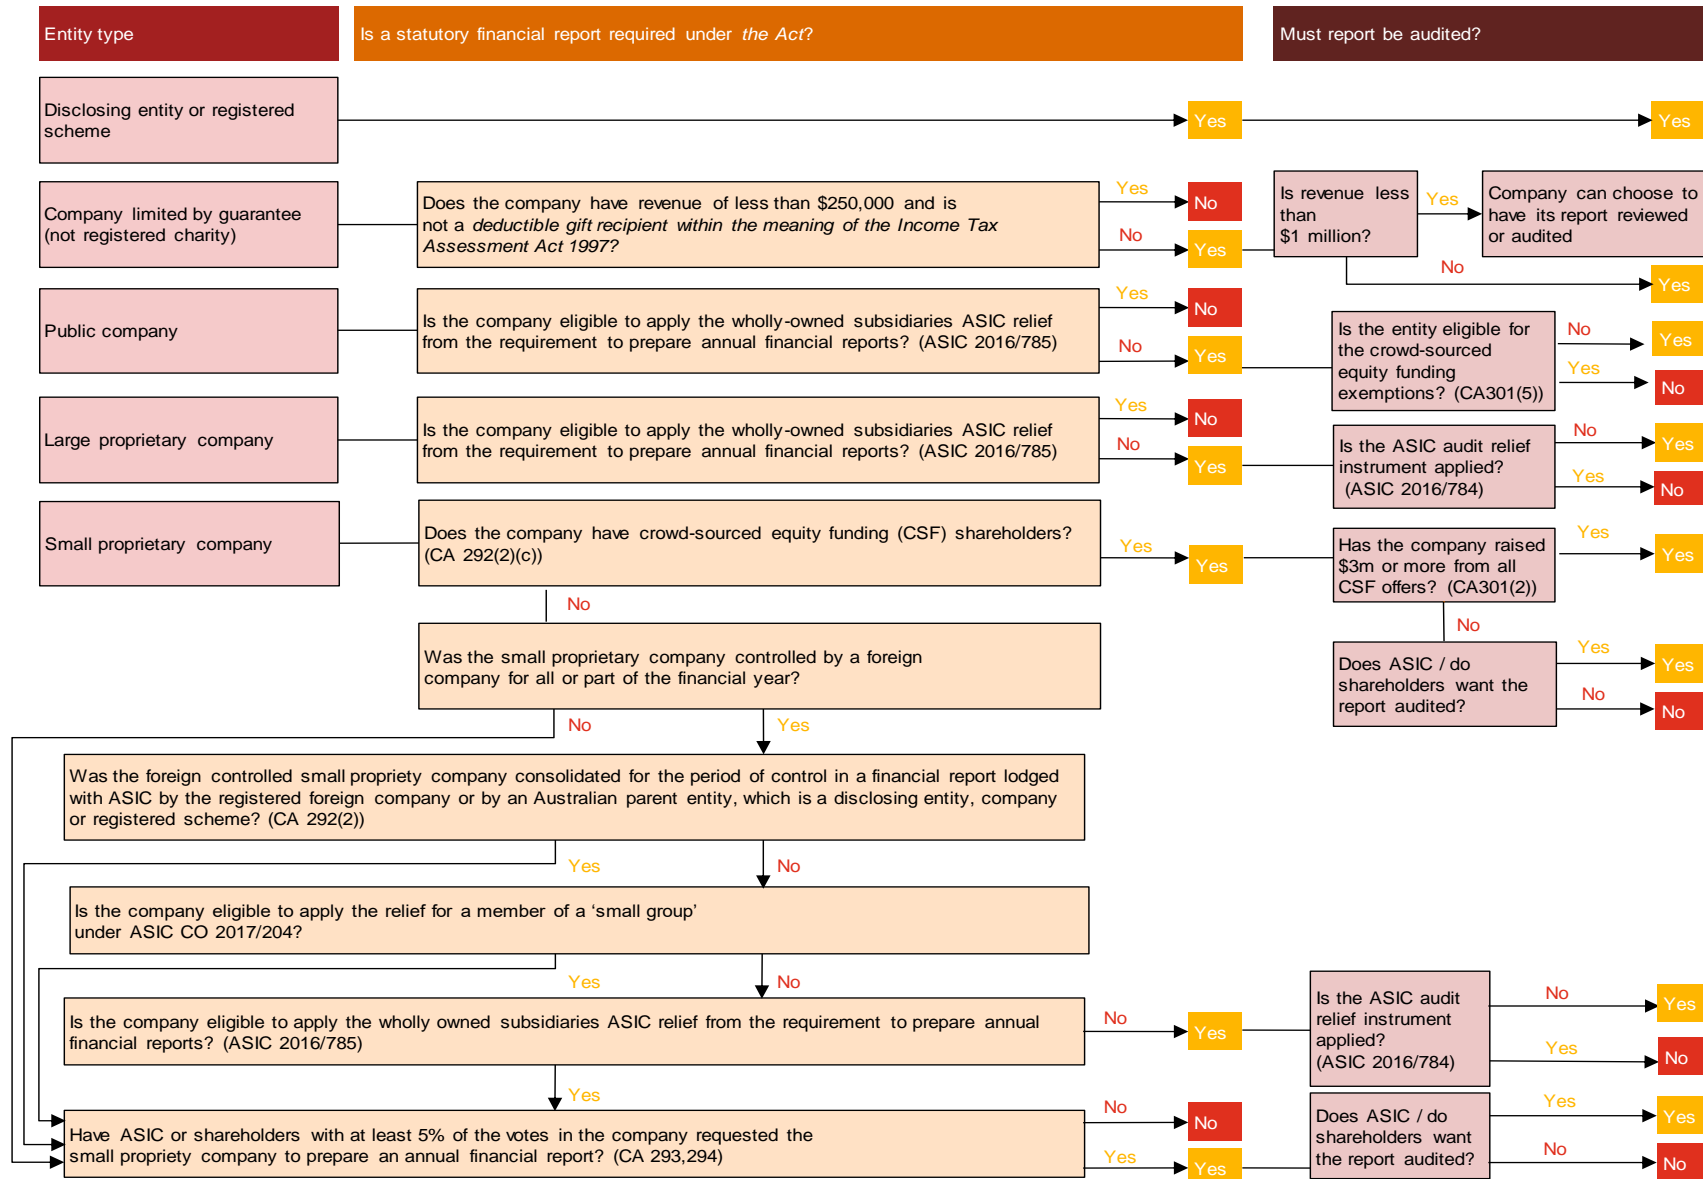 Entity type
Is a statutory financial report required under the Act?
Must report be audited?
Disclosing entity or registered
scheme
Yes
Yes
Company limited by guarantee
(not registered charity)
Does the company have revenue of less than $250,000 and is
not a deductible gift recipient within the meaning of the Income Tax
Assessment Act 1997?
Yes
No
No
Yes
Is revenue less
than
$1 million?
Yes
Company can choose to
have its report reviewed
or audited
No
Yes
Public company
Is the company eligible to apply the wholly-owned subsidiaries ASIC relief
from the requirement to prepare annual financial reports? (ASIC 2016/785)
Yes
No
No
Yes
Is the entity eligible for
the crowd-sourced
equity funding
exemptions? (CA301(5))
No
Yes
Yes
No
Large proprietary company
Is the company eligible to apply the wholly-owned subsidiaries ASIC relief
from the requirement to prepare annual financial reports? (ASIC 2016/785)
Yes
No
No
Yes
Is the ASIC audit relief
instrument applied?
(ASIC 2016/784)
No
Yes
Yes
No
Small proprietary company
Does the company have crowd-sourced equity funding (CSF) shareholders?
(CA 292(2)(c))
Yes
Yes
Has the company raised
$3m or more from all
CSF offers? (CA301(2))
Yes
Yes
No
No
Was the small proprietary company controlled by a foreign
company for all or part of the financial year?
Does ASIC / do
shareholders want the
report audited?
Yes
Yes
No
No
No
Yes
Was the foreign controlled small propriety company consolidated for the period of control in a financial report lodged
with ASIC by the registered foreign company or by an Australian parent entity, which is a disclosing entity, company
or registered scheme? (CA 292(2))
Yes
No
Is the company eligible to apply the relief for a member of a ‘small group’
under ASIC CO 2017/204?
Yes
No
Is the company eligible to apply the wholly owned subsidiaries ASIC relief from the requirement to prepare annual
financial reports? (ASIC 2016/785)
No
Yes
Is the ASIC audit
relief instrument
applied?
(ASIC 2016/784)
No
Yes
Yes
No
Yes
Have ASIC or shareholders with at least 5% of the votes in the company requested the
small propriety company to prepare an annual financial report? (CA 293,294)
No
No
Yes
Yes
Does ASIC / do
shareholders want
the report audited?
Yes
Yes
No
No